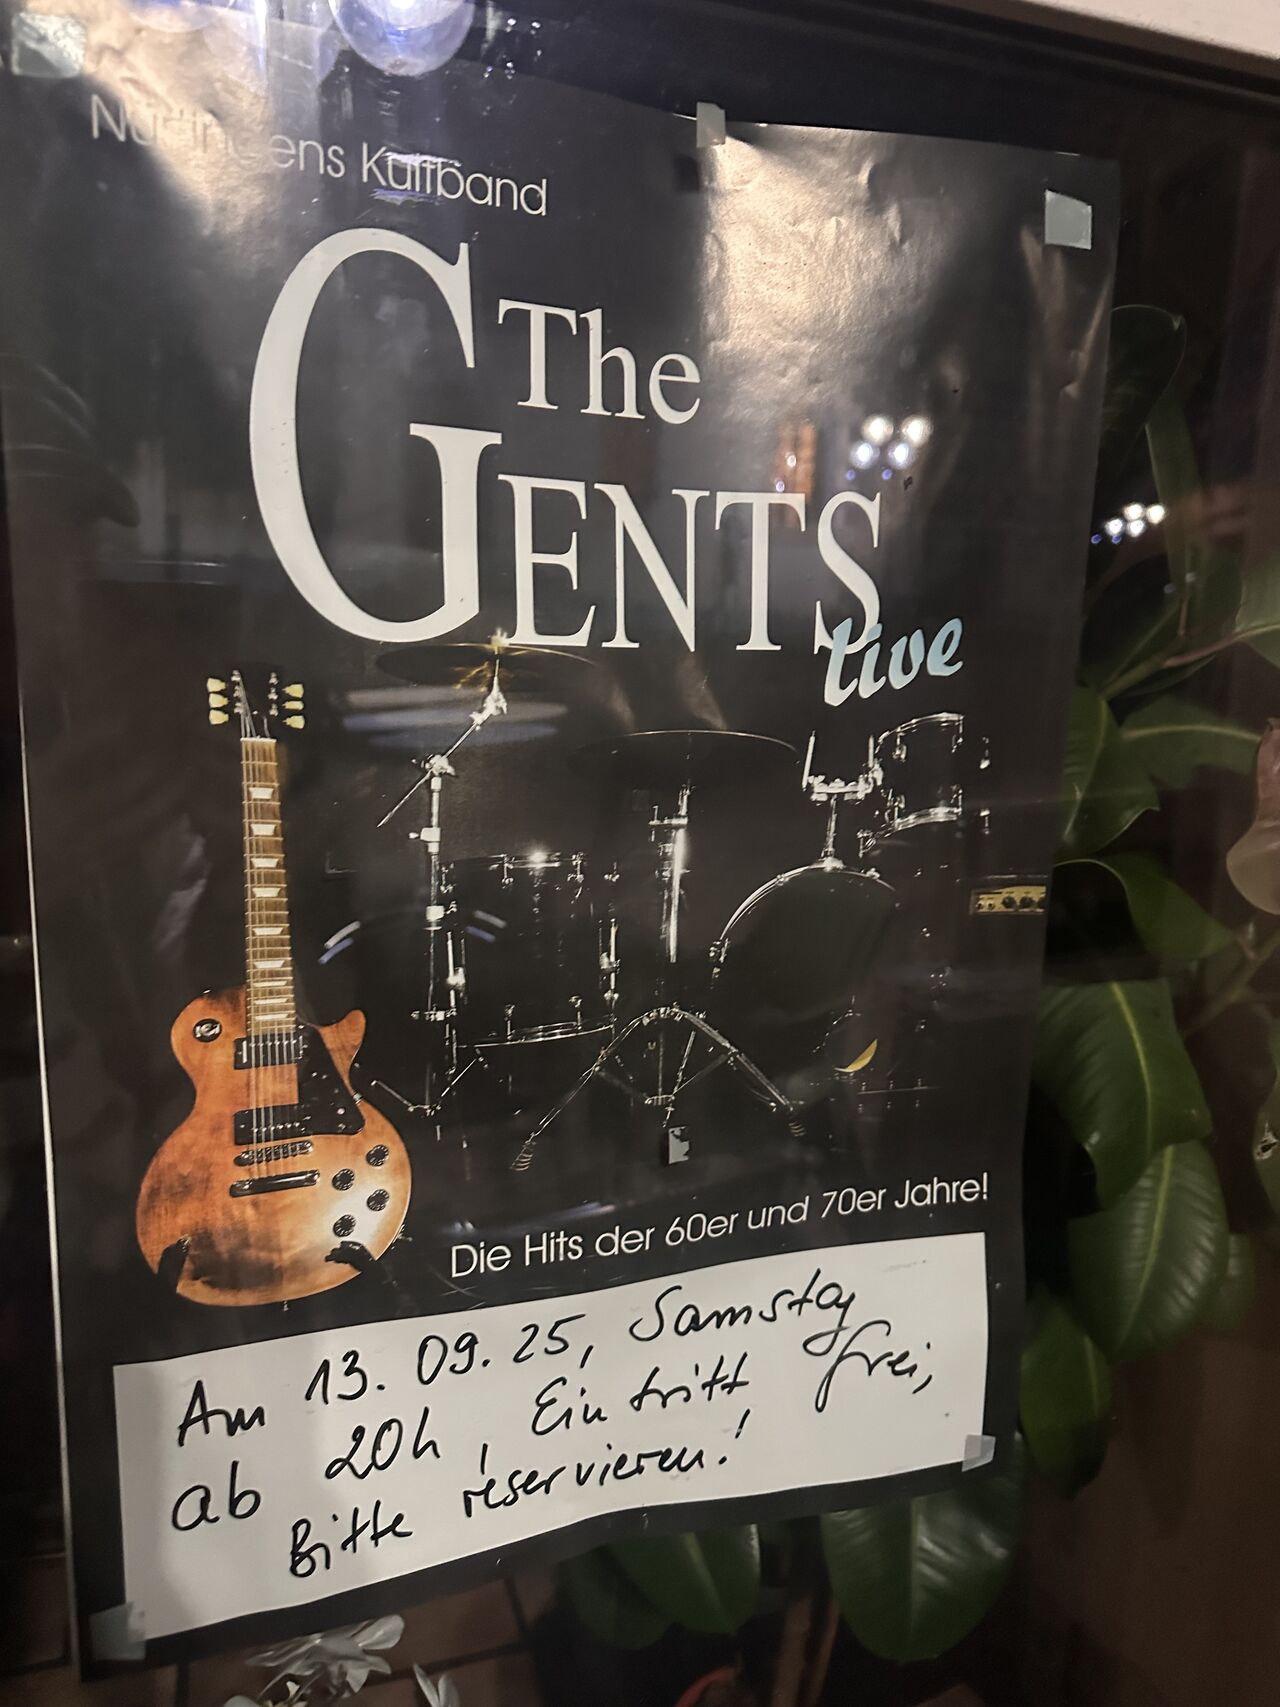 Nürtingens Kultband
The
GENTS
live
Die Hits der 60er und 70er Jahre!
Am 13.09.25, Samstag
ab 20h, Eintritt frei,
Bitte reservieren!